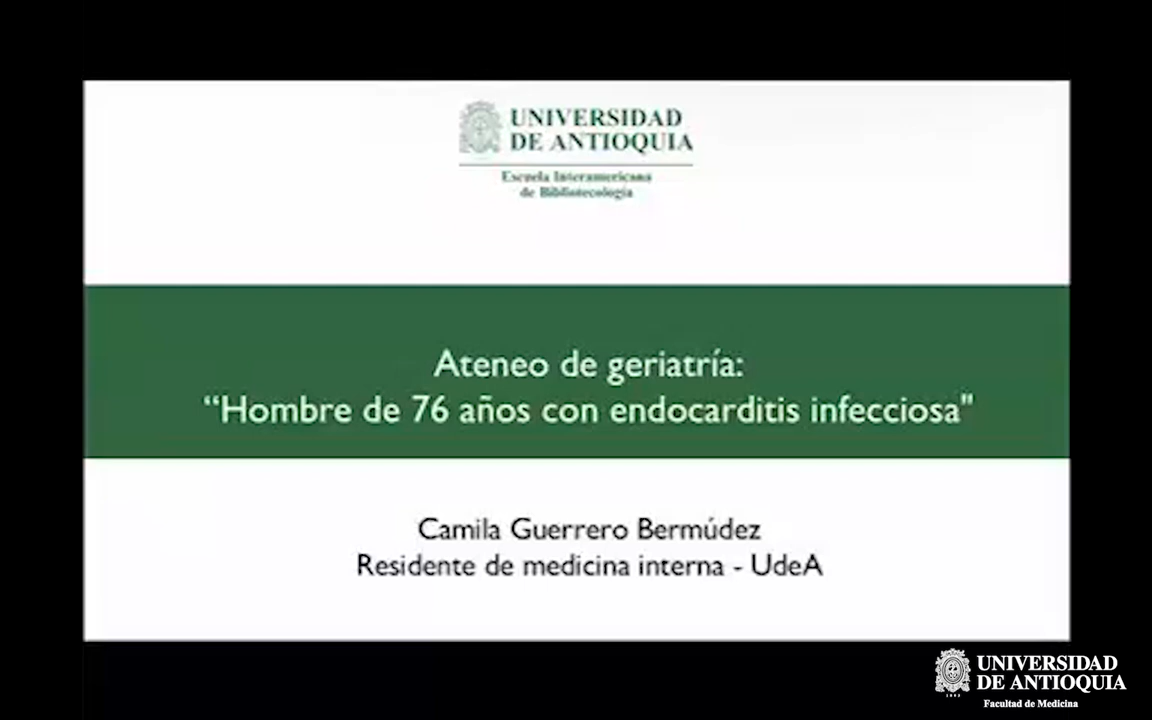 UNIVERSIDAD
DE ANTIOQUIA
Escuela Interamericana
de Bibliotecología
Ateneo de geriatría:
“Hombre de 76 años con endocarditis infecciosa"
Camila Guerrero Bermúdez
Residente de medicina interna - UdeA
UNIVERSIDAD
DE ANTIOQUIA
Facultad de Medicina